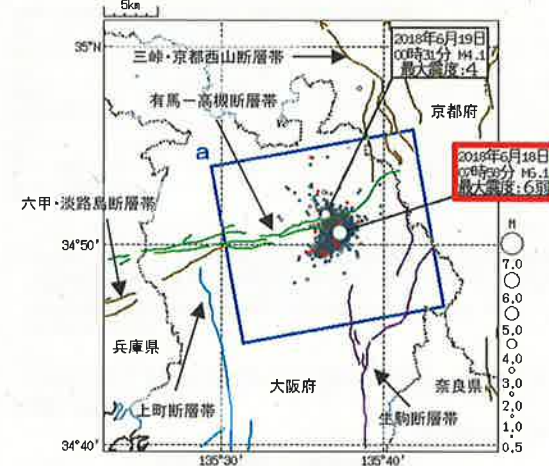 5km
35°N
2018年6月19日
00時31分 M4.1
最大震度:4
三峠・京都西山断層帯
京都府
有馬ー高槻断層帯
a
2018年6月18日
07時58分 M6.1
最大震度:6弱
六甲・淡路島断層帯
34°50'
M
7.0
6.0
5.0
4.0
3.0
2.0
1.0
0.5
兵庫県
大阪府
奈良県
上町断層帯
生駒断層帯
34°40'
135°30'
135°40'